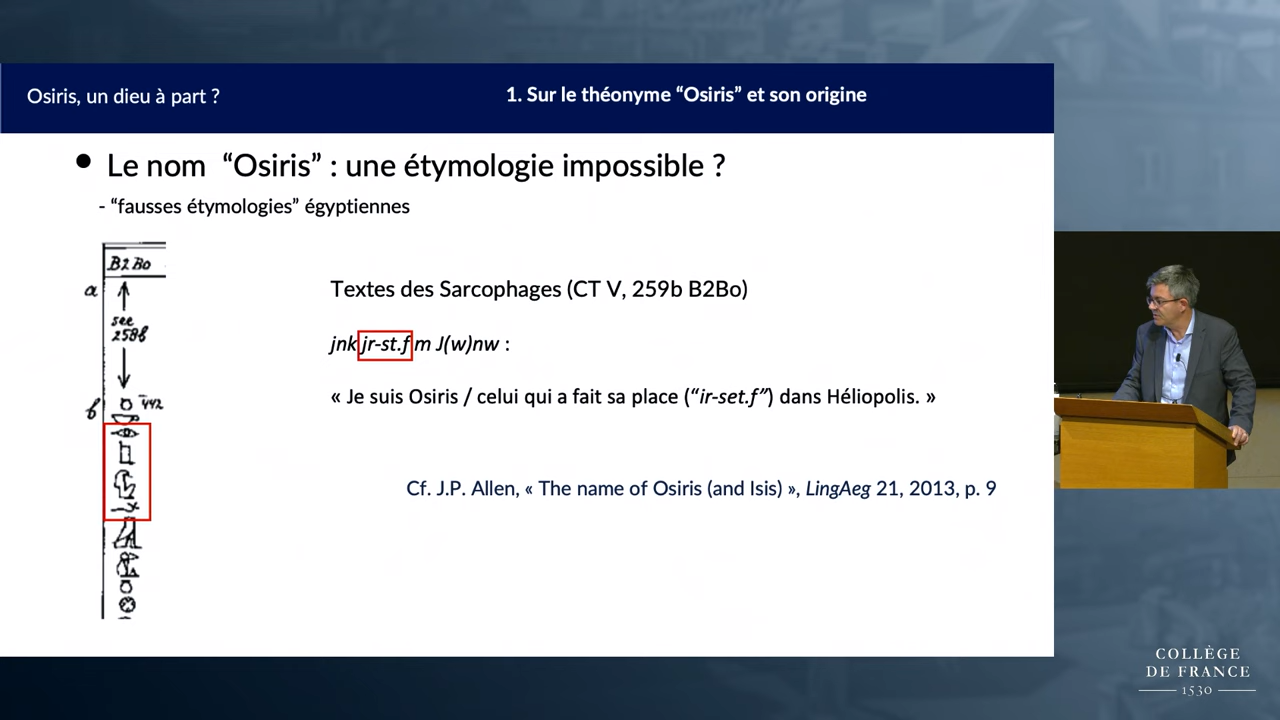 Osiris, un dieu à part ?
1. Sur le théonyme “Osiris” et son origine
Le nom “Osiris” : une étymologie impossible ?
- “fausses étymologies” égyptiennes
B2Bo
a
see
258b
b
442
Textes des Sarcophages (CT V, 259b B2Bo)
jnk jr-st.f m J(w)nw :
« Je suis Osiris / celui qui a fait sa place (“ir-set.f”) dans Héliopolis. »
Cf. J.P. Allen, « The name of Osiris (and Isis) », LingAeg 21, 2013, p. 9
COLLÈGE
DE FRANCE
1530